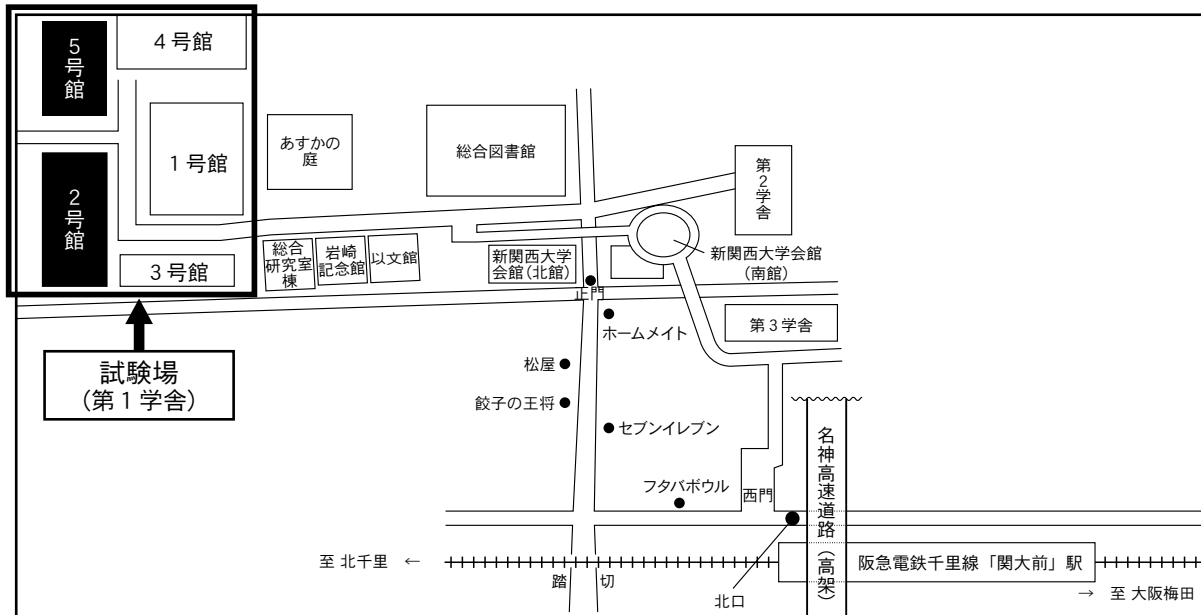 5号館
4号館
1号館
2号館
3号館
あすかの
庭
総合図書館
第2学舎
総合
研究室
棟
岩崎
記念館
以文館
新関西大学
会館(北館)
新関西大学会館
(南館)
正門
ホームメイト
第3学舎
試験場
(第1学舎)
松屋
餃子の王将
セブンイレブン
フタバボウル
西門
名神高速道路(高架)
至 北千里 ←
踏切
北口
阪急電鉄千里線「関大前」駅
→ 至 大阪梅田